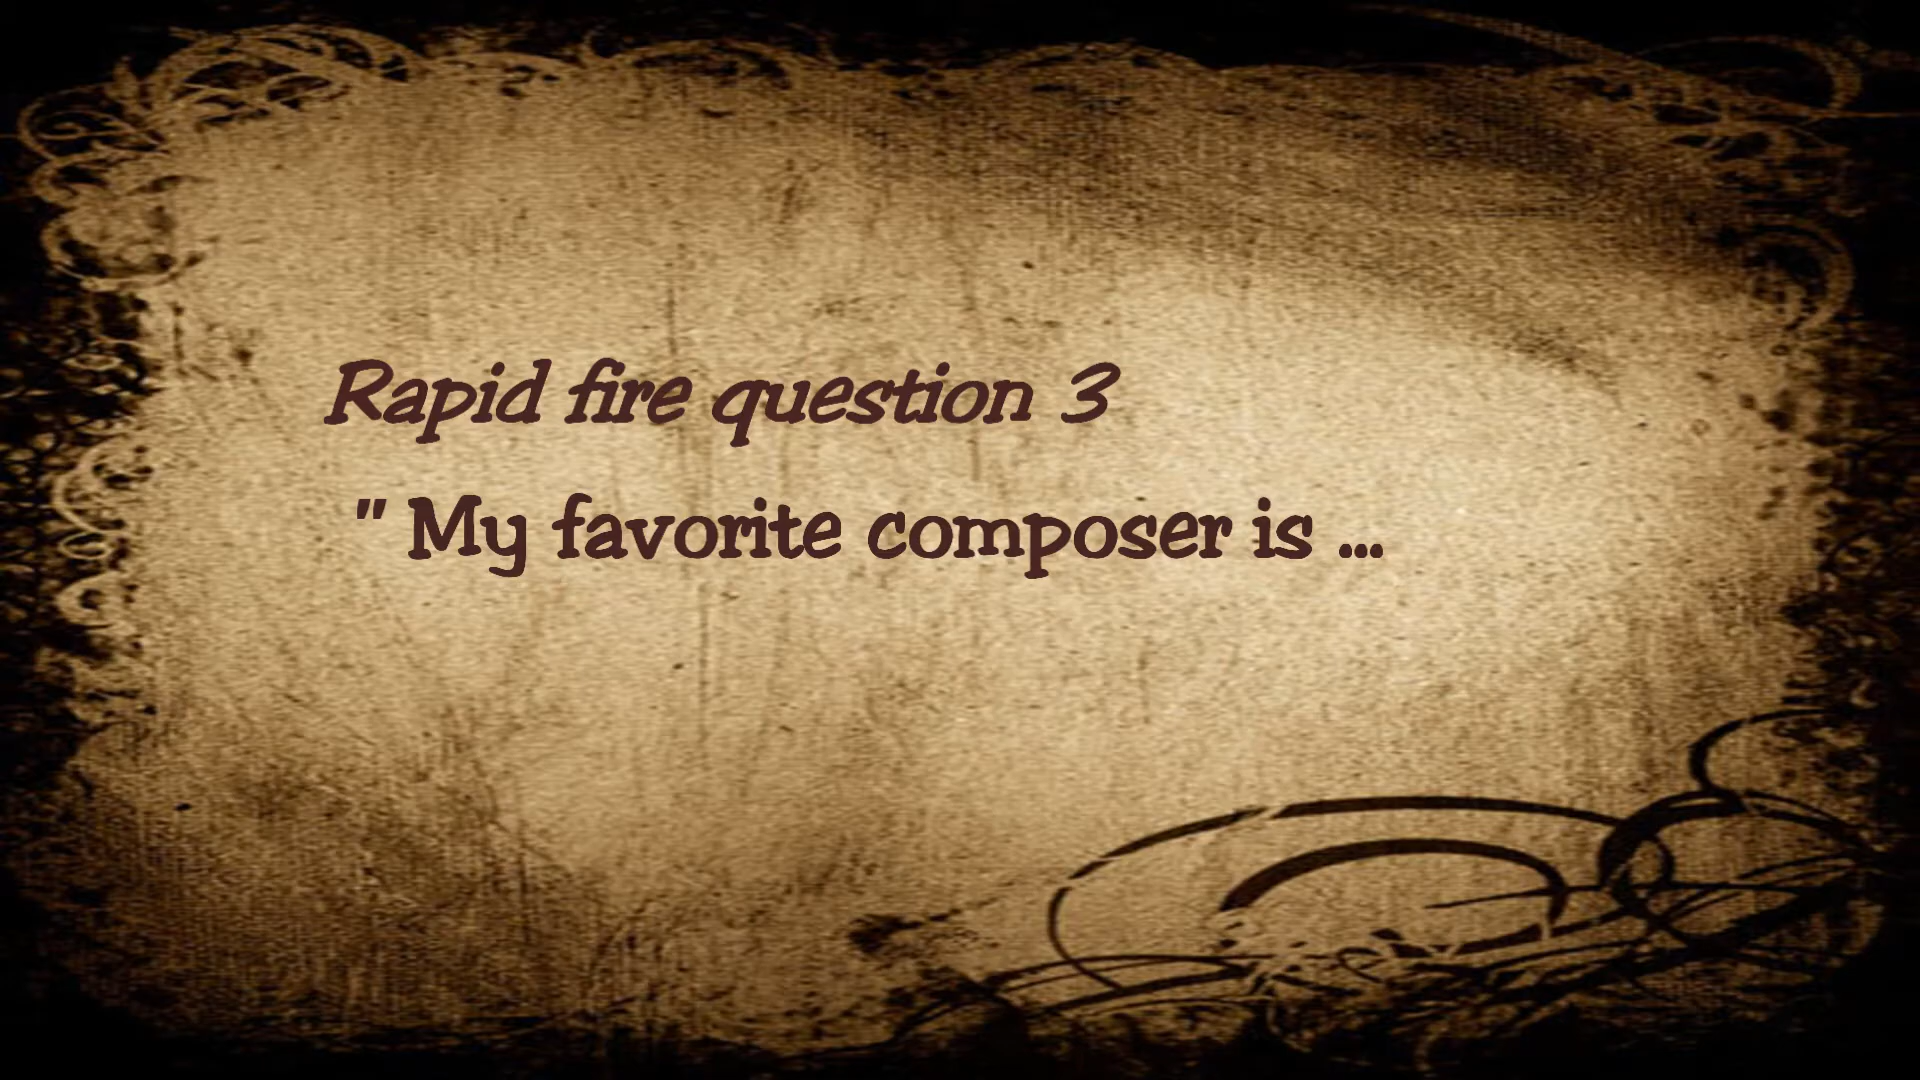 Rapid fire question 3
" My favorite composer is ...